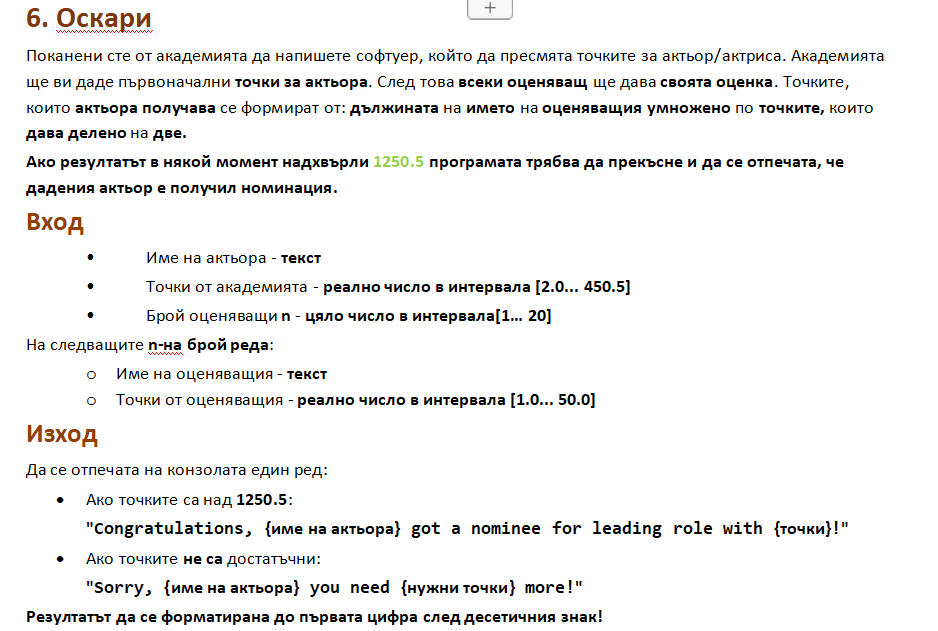 6. Оскари
Поканени сте от академията да напишете софтуер, който да пресмята точките за актьор/актриса. Академията
ще ви даде първоначални точки за актьора. След това всеки оценяващ ще дава своята оценка. Точките,
които актьора получава се формират от: дължината на името на оценяващия умножено по точките, които
дава делено на две.
Ако резултатът в някой момент надхвърли 1250.5 програмата трябва да прекъсне и да се отпечата, че
дадения актьор е получил номинация.
Вход
• Име на актьора - текст
• Точки от академията - реално число в интервала [2.0... 450.5]
• Брой оценяващи n - цяло число в интервала[1… 20]
На следващите n-на брой реда:
o Име на оценяващия - текст
o Точки от оценяващия - реално число в интервала [1.0... 50.0]
Изход
Да се отпечата на конзолата един ред:
• Ако точките са над 1250.5:
"Congratulations, {име на актьора} got a nominee for leading role with {точки}!"
• Ако точките не са достатъчни:
"Sorry, {име на актьора} you need {нужни точки} more!"
Резултатът да се форматирана до първата цифра след десетичния знак!